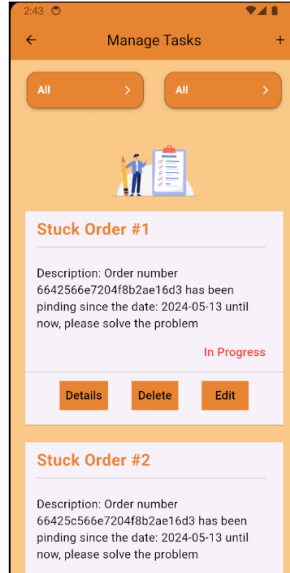 2:43
Manage Tasks
All
All
Stuck Order #1
Description: Order number
6642566e7204f8b2ae16d3 has been
pinding since the date: 2024-05-13 until
now, please solve the problem
In Progress
Details Delete Edit
Stuck Order #2
Description: Order number
66425c566e7204f8b2ae16d3 has been
pinding since the date: 2024-05-13 until
now, please solve the problem